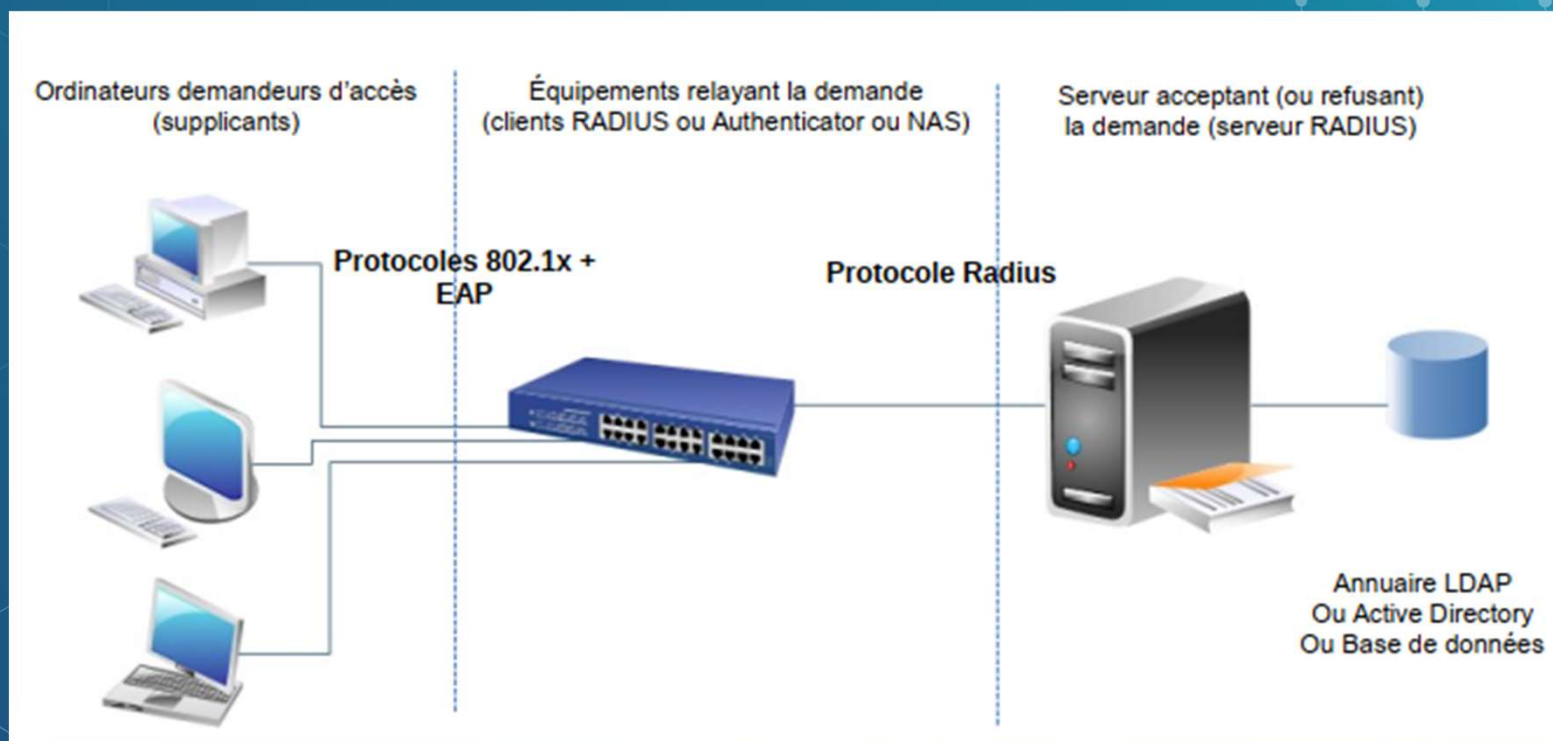 Ordinateurs demandeurs d'accès
(supplicants)
Équipements relayant la demande
(clients RADIUS ou Authenticator ou NAS)
Serveur acceptant (ou refusant)
la demande (serveur RADIUS)
Protocoles 802.1x +
EAP
Protocole Radius
Annuaire LDAP
Ou Active Directory
Ou Base de données